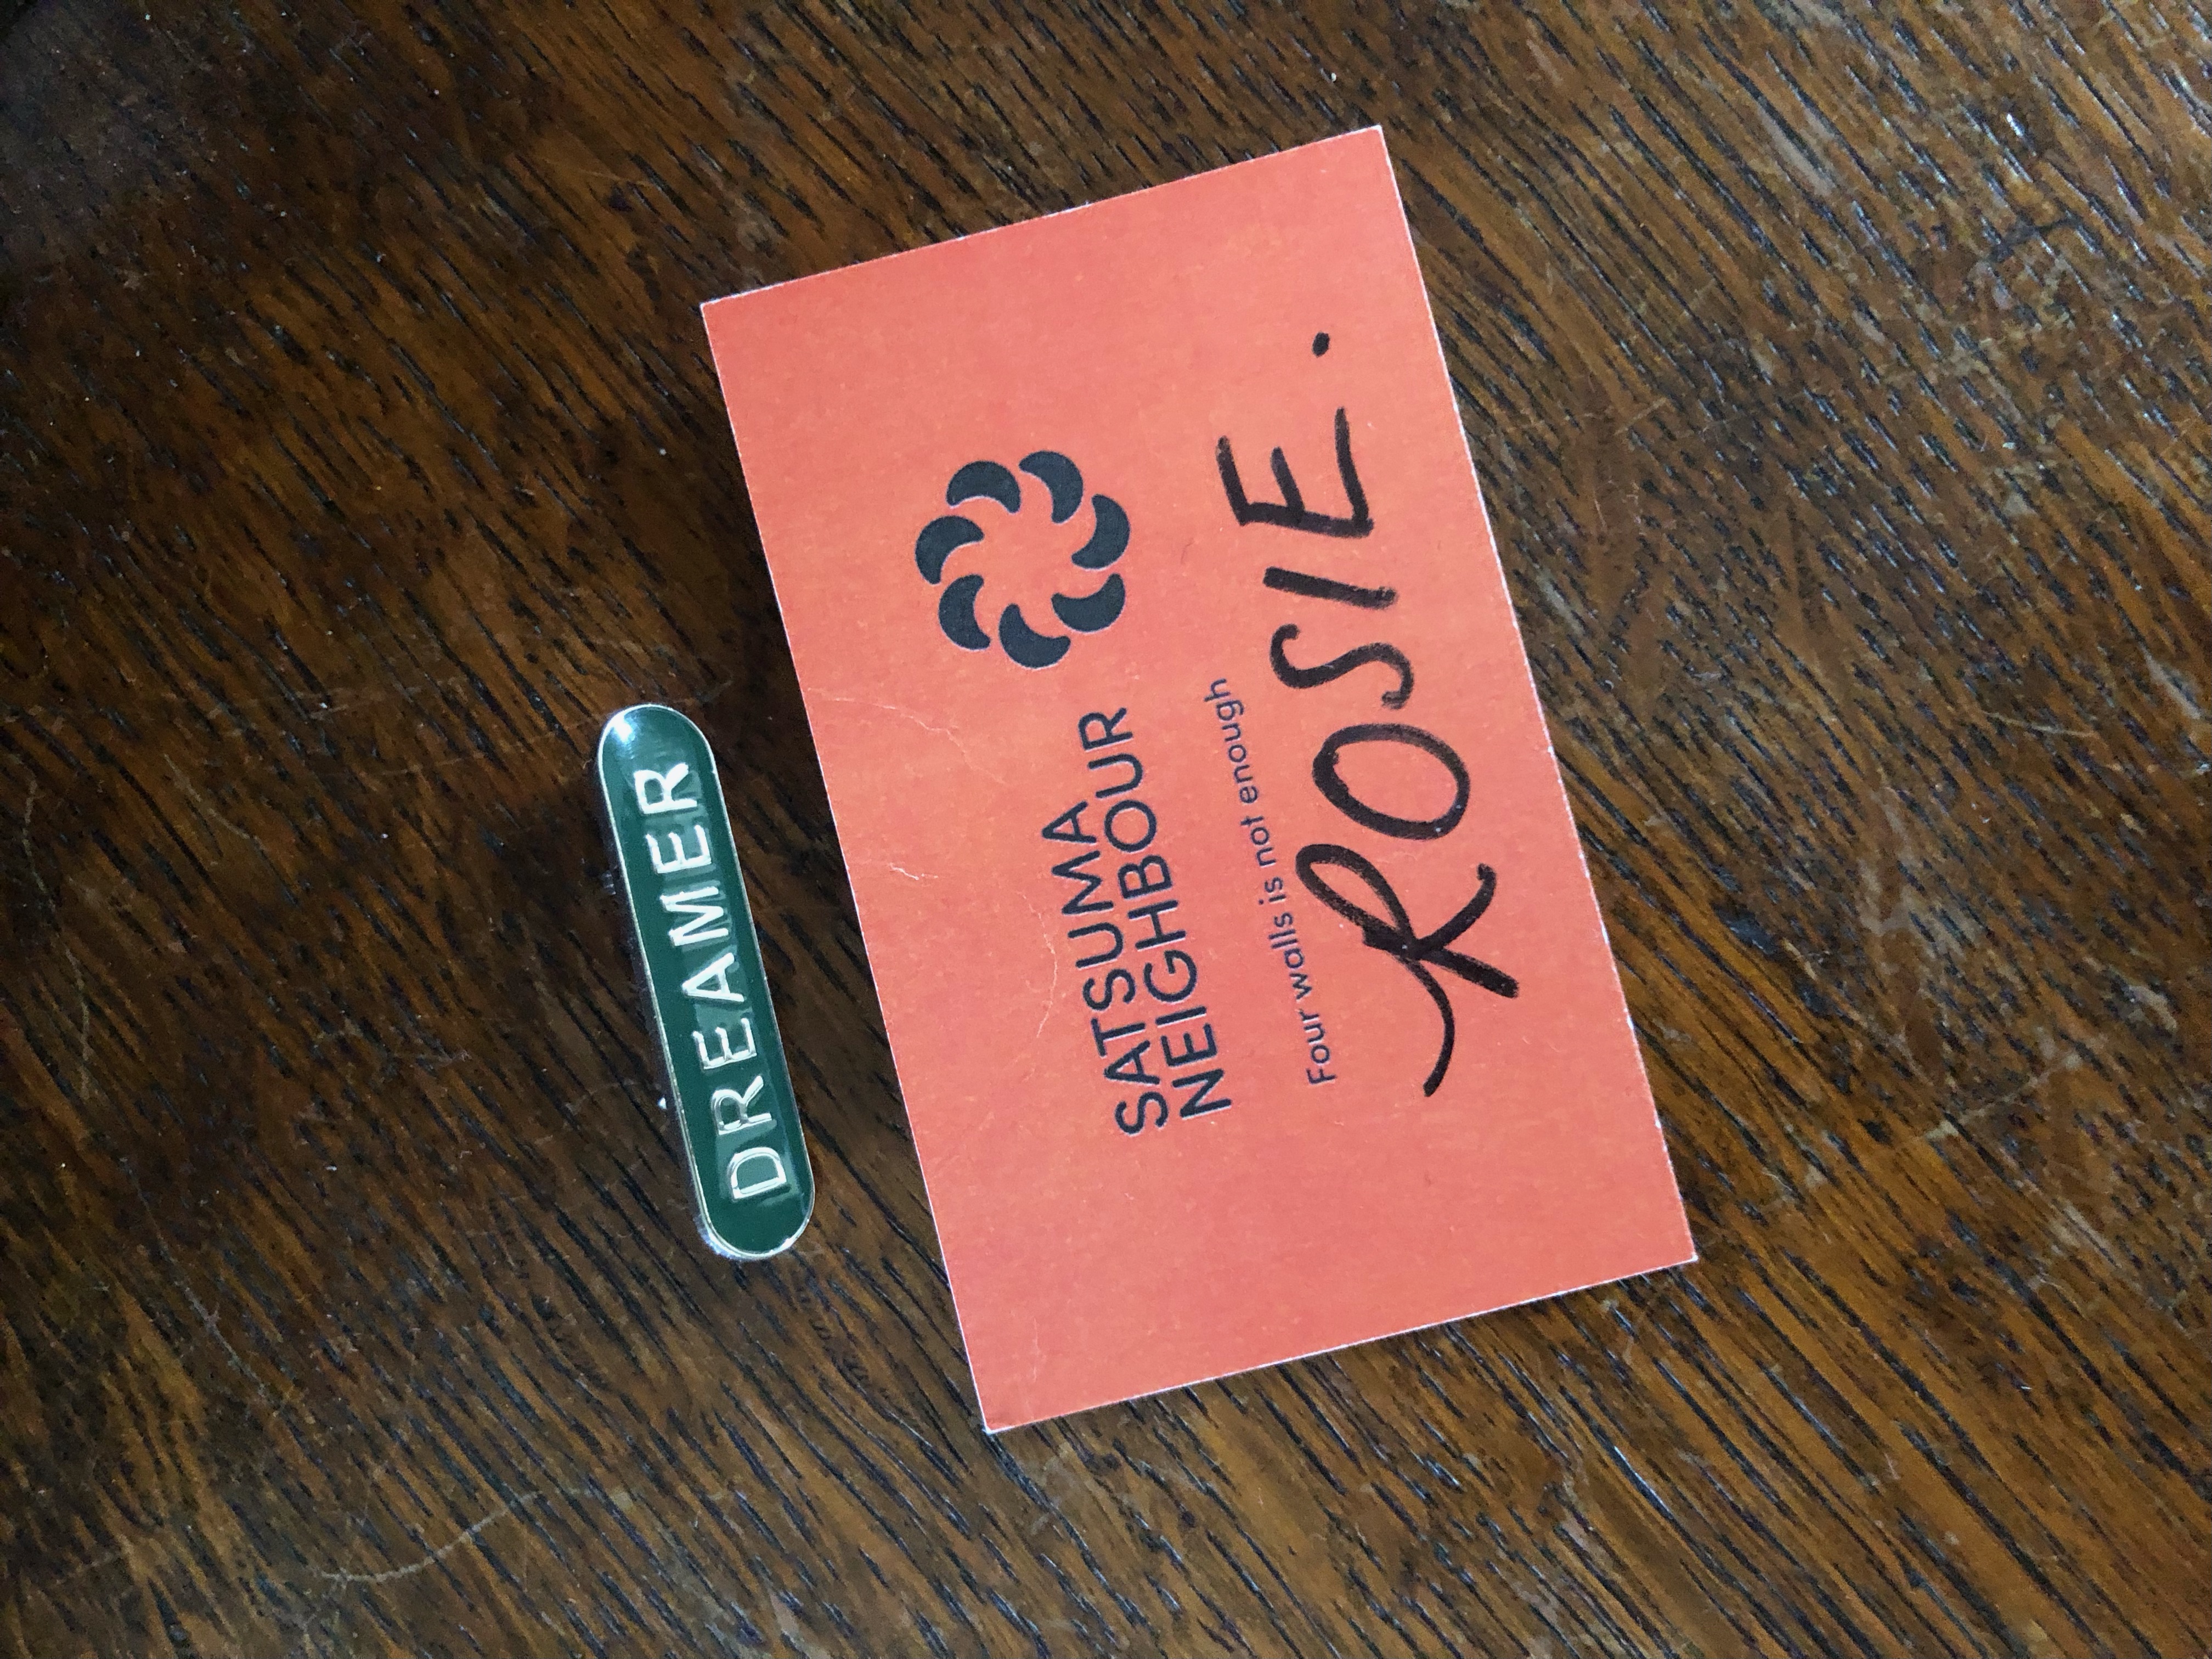 DREAMER
SATSUMA
NEIGHBOUR
Four walls is not enough
ROSIE.